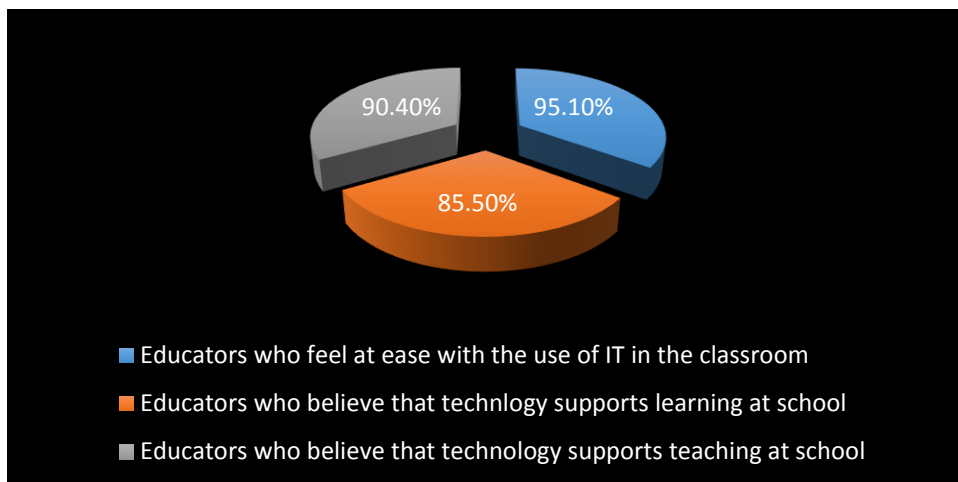 90.40%
95.10%
85.50%
Educators who feel at ease with the use of IT in the classroom
Educators who believe that technlogy supports learning at school
Educators who believe that technology supports teaching at school